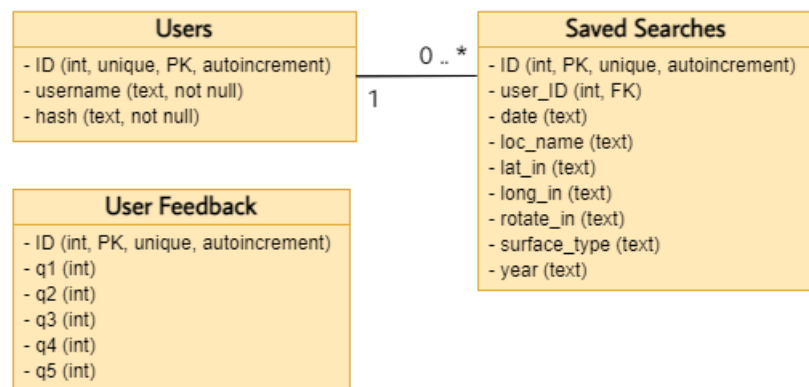 Users
- ID (int, unique, PK, autoincrement)
- username (text, not null)
- hash (text, not null)
1
0 .. *
Saved Searches
- ID (int, PK, unique, autoincrement)
- user_ID (int, FK)
- date (text)
- loc_name (text)
- lat_in (text)
- long_in (text)
- rotate_in (text)
- surface_type (text)
- year (text)
User Feedback
- ID (int, PK, unique, autoincrement)
- q1 (int)
- q2 (int)
- q3 (int)
- q4 (int)
- q5 (int)